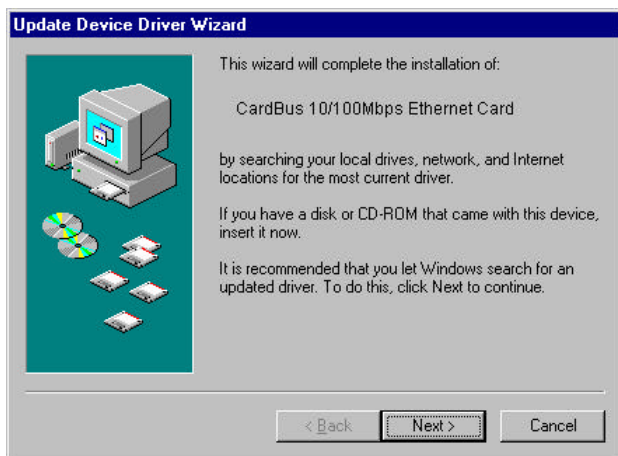 Update Device Driver Wizard
This wizard will complete the installation of:
CardBus 10/100Mbps Ethernet Card
by searching your local drives, network, and Internet
locations for the most current driver.
If you have a disk or CD-ROM that came with this device,
insert it now.
It is recommended that you let Windows search for an
updated driver. To do this, click Next to continue.
< Back
Next >
Cancel